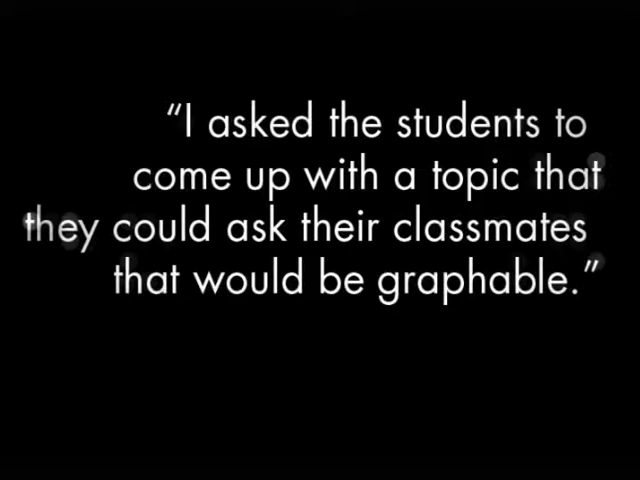 “I asked the students to
come up with a topic that
they could ask their classmates
that would be graphable.”